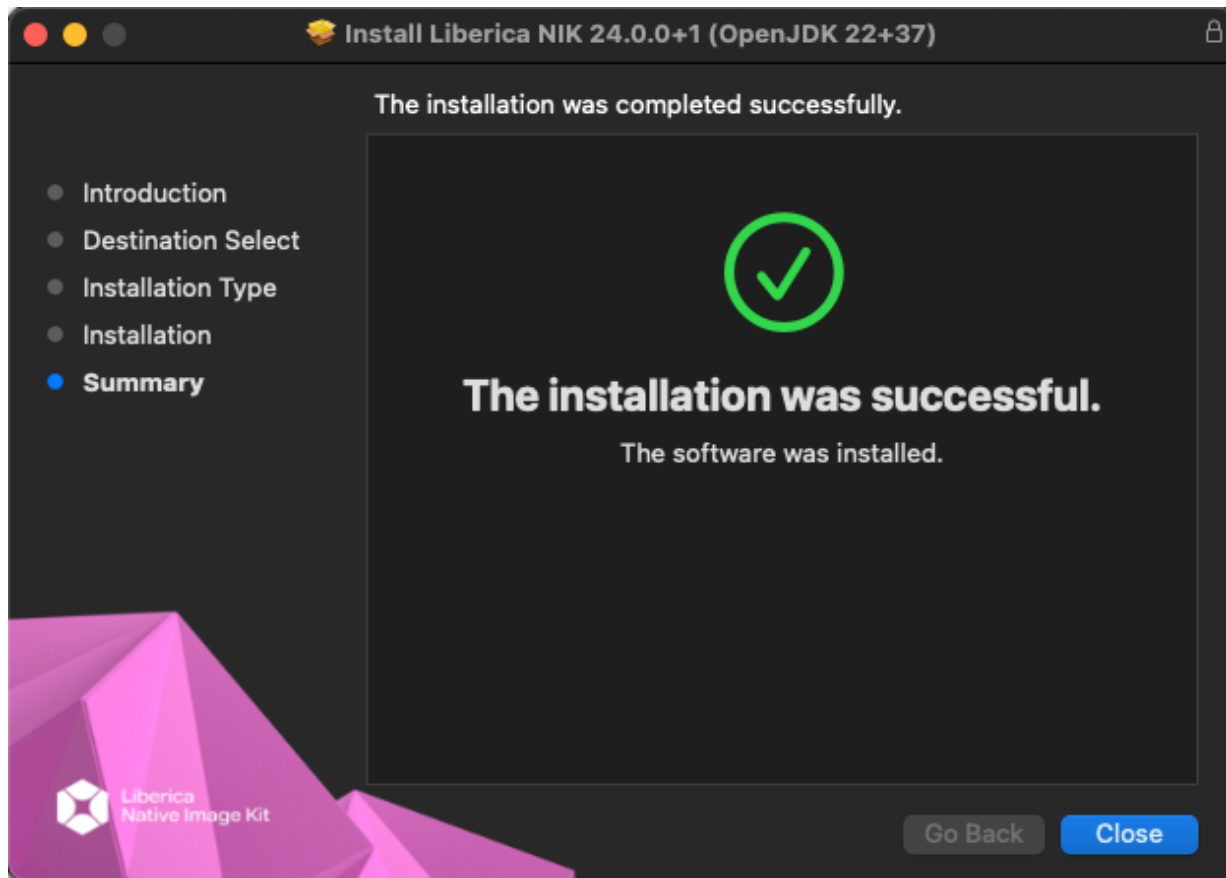 Install Liberica NIK 24.0.0+1 (OpenJDK 22+37)
The installation was completed successfully.
Introduction
Destination Select
Installation Type
Installation
Summary
The installation was successful.
The software was installed.
Liberica
Native Image Kit
Go Back
Close